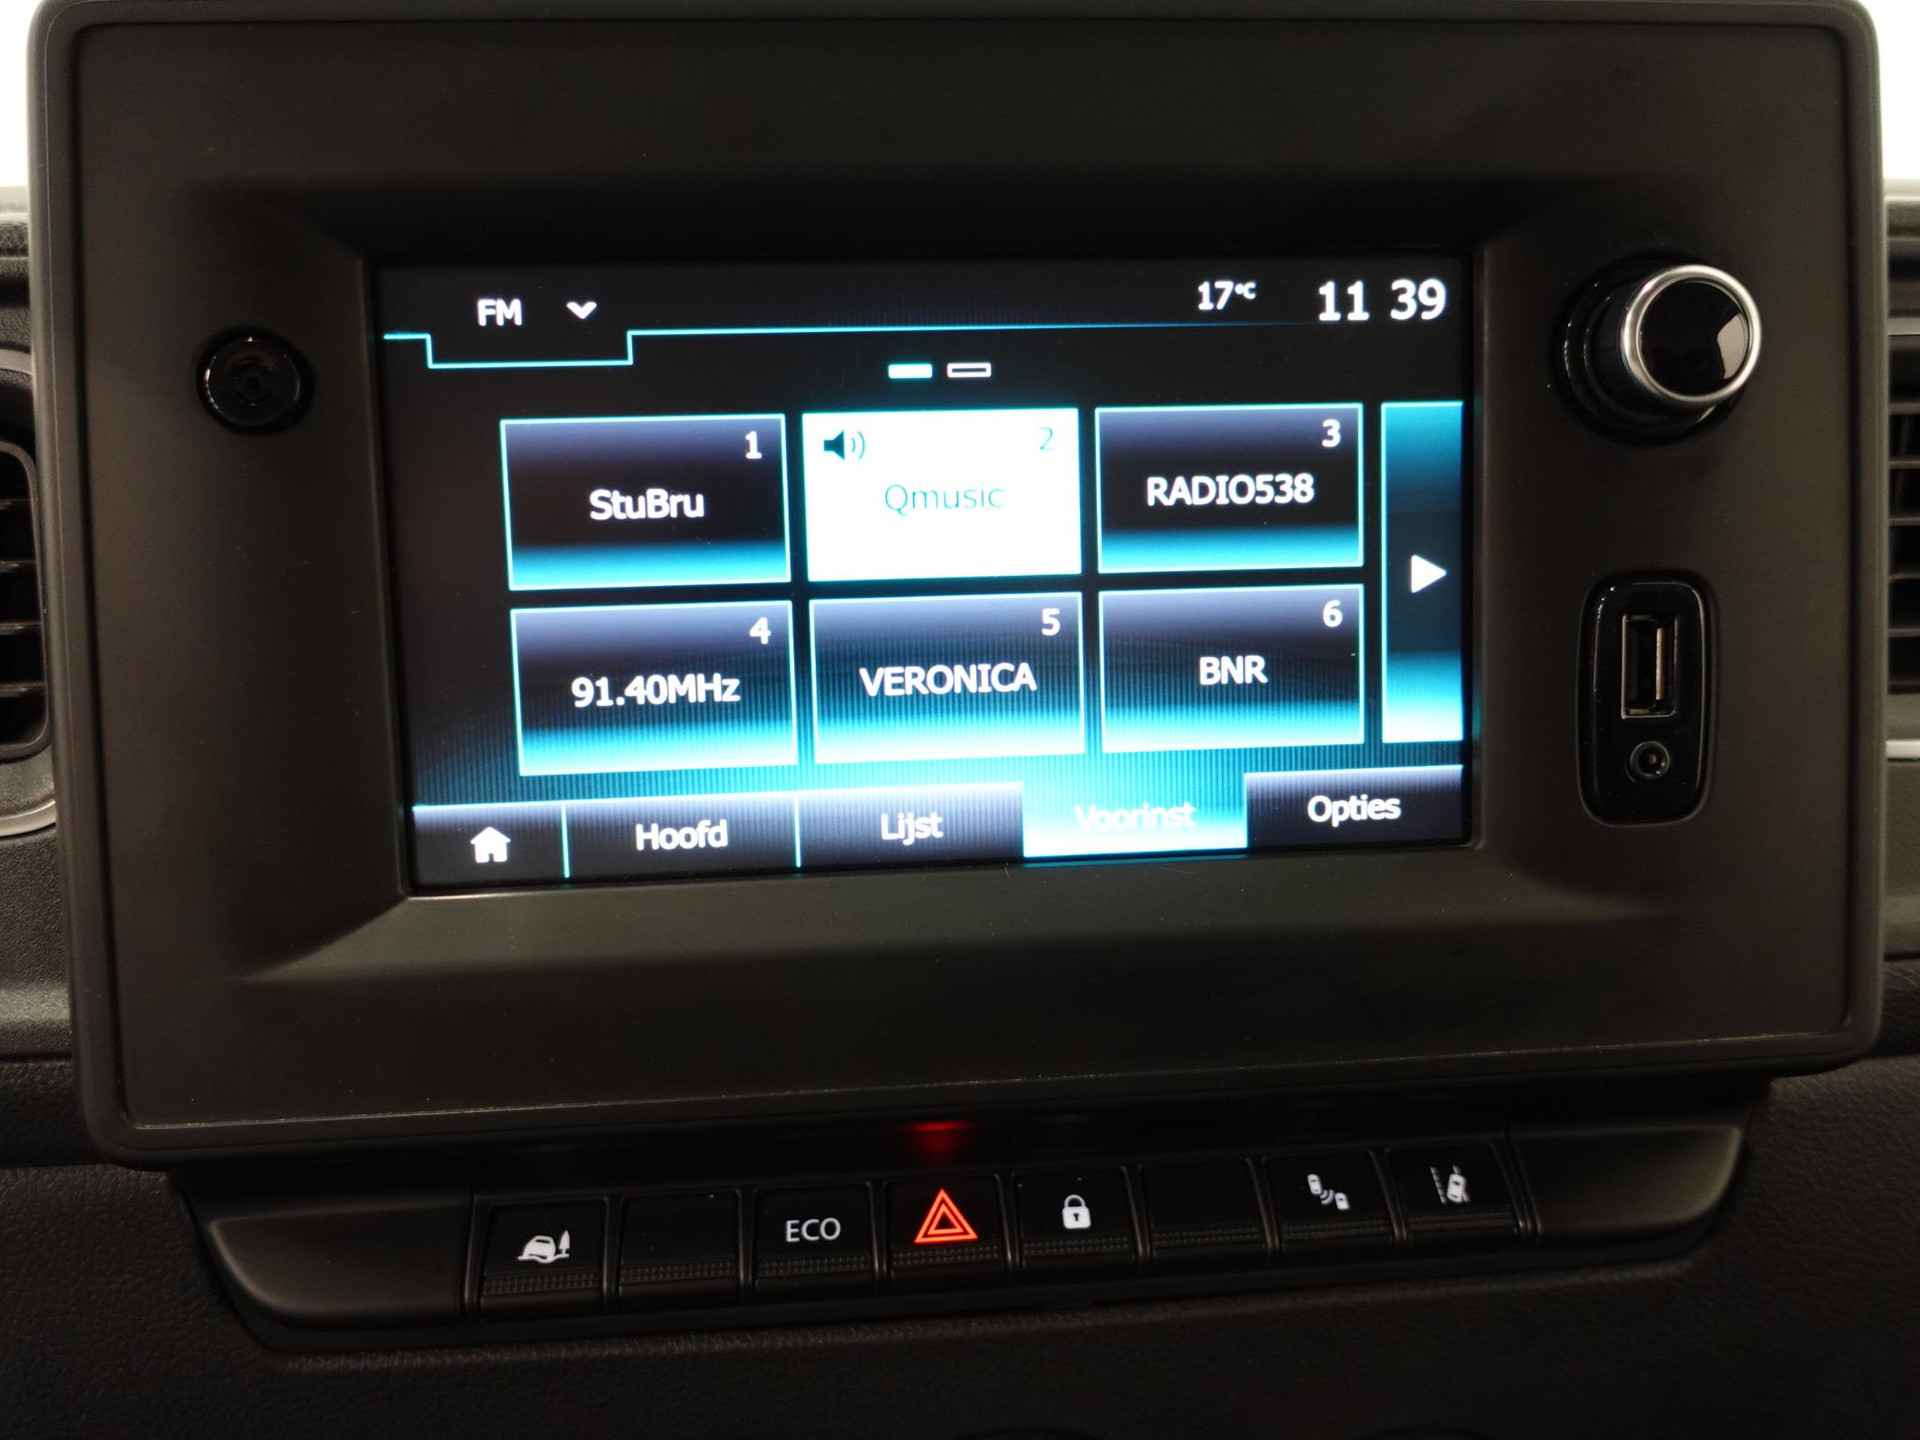 FM 17°C 11 39
1 2 3
StuBru Qmusic RADIO538
4 5 6
91.40MHz VERONICA BNR
Hoofd Lijst Voorinst Opties
ECO